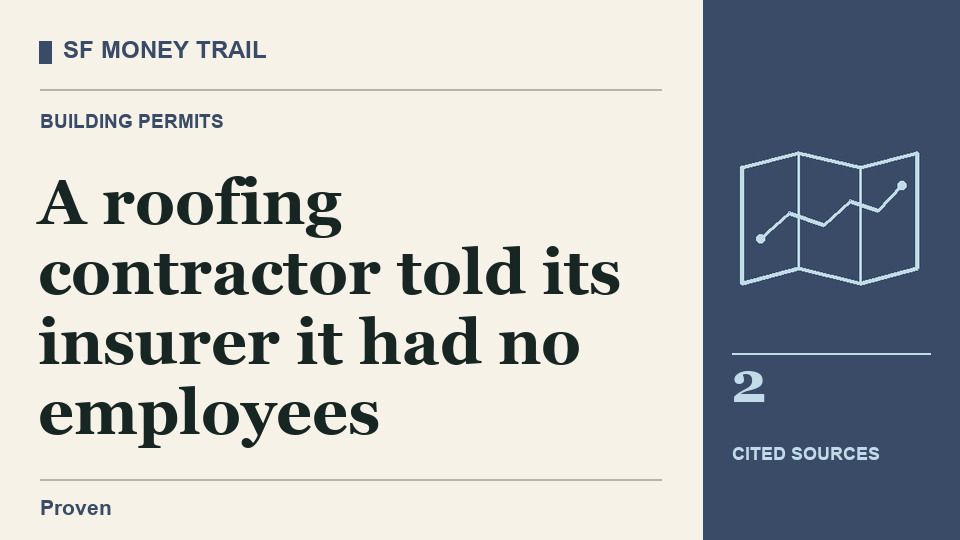 SF MONEY TRAIL
BUILDING PERMITS
A roofing
contractor told its
insurer it had no
employees
Proven
2
CITED SOURCES